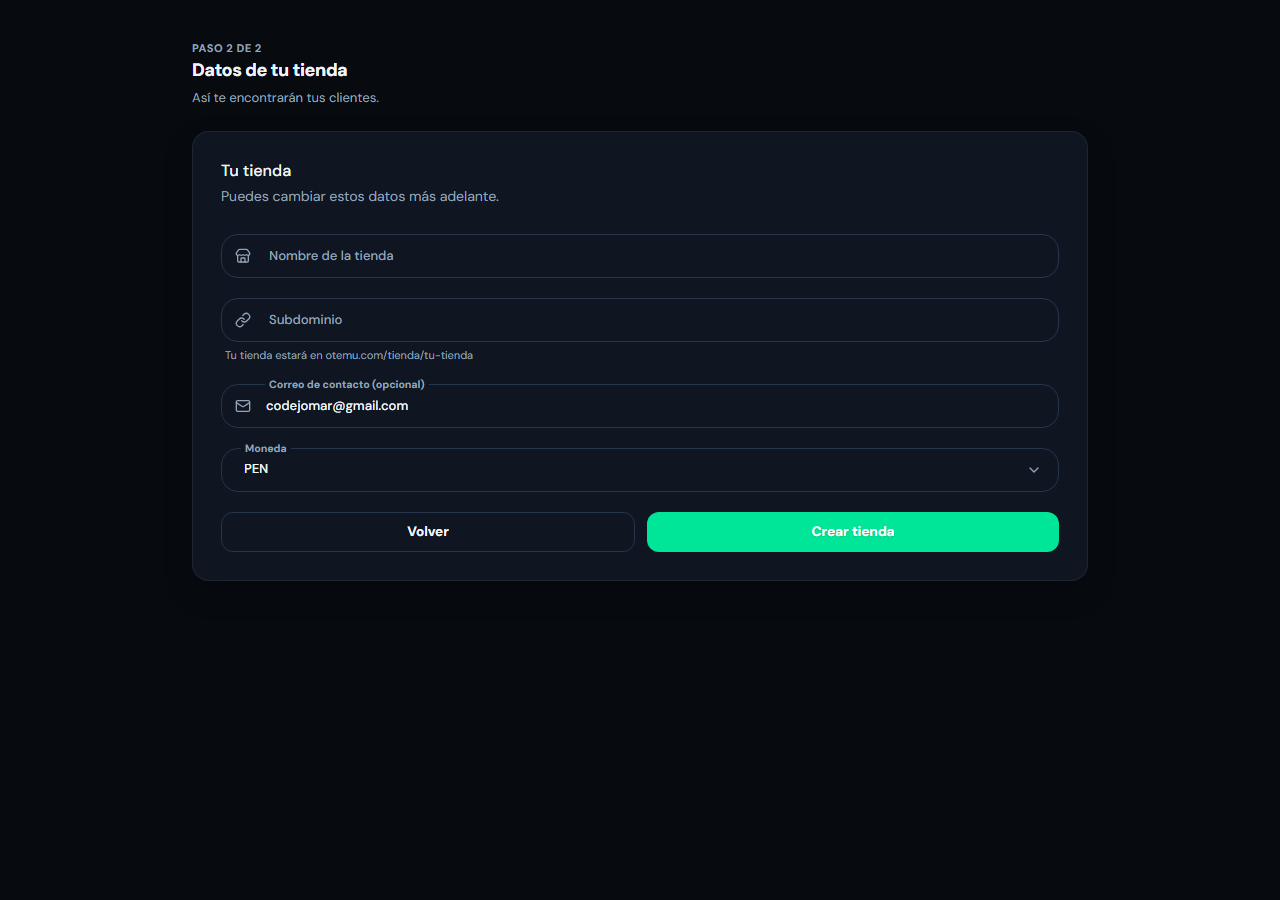 PASO 2 DE 2
Datos de tu tienda
Así te encontrarán tus clientes.
Tu tienda
Puedes cambiar estos datos más adelante.
Nombre de la tienda
Subdominio
Tu tienda estará en otemu.com/tienda/tu-tienda
Correo de contacto (opcional)
codejomar@gmail.com
Moneda
PEN
Volver
Crear tienda